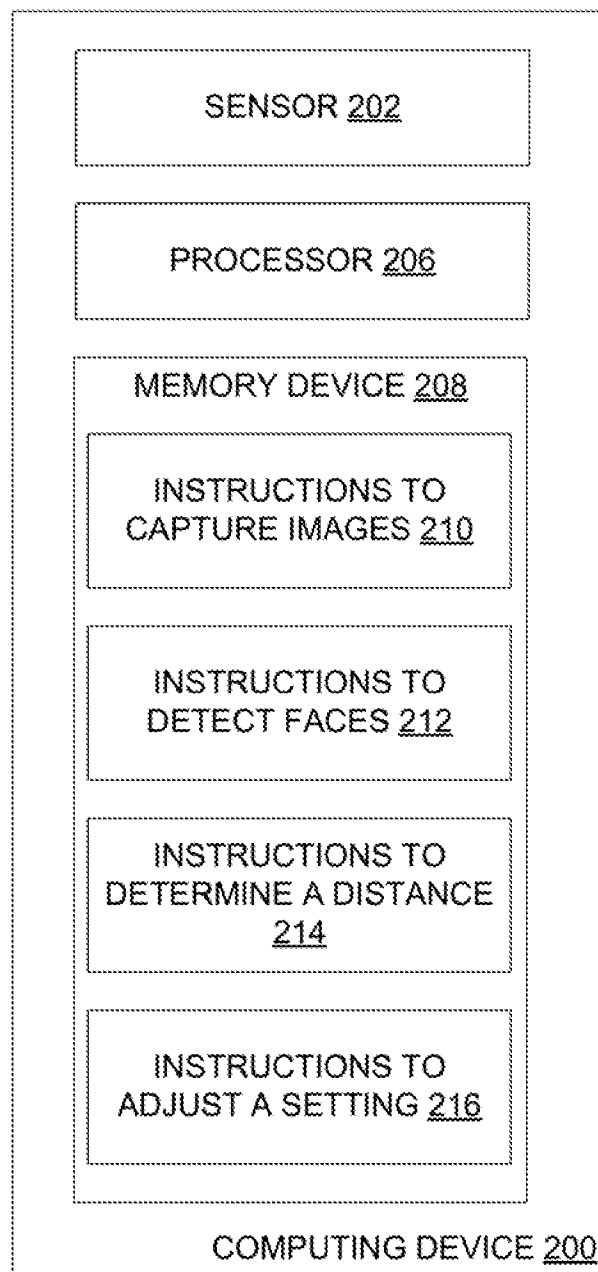 SENSOR 202
PROCESSOR 206
MEMORY DEVICE 208
INSTRUCTIONS TO
CAPTURE IMAGES 210
INSTRUCTIONS TO
DETECT FACES 212
INSTRUCTIONS TO
DETERMINE A DISTANCE
214
INSTRUCTIONS TO
ADJUST A SETTING 216
COMPUTING DEVICE 200